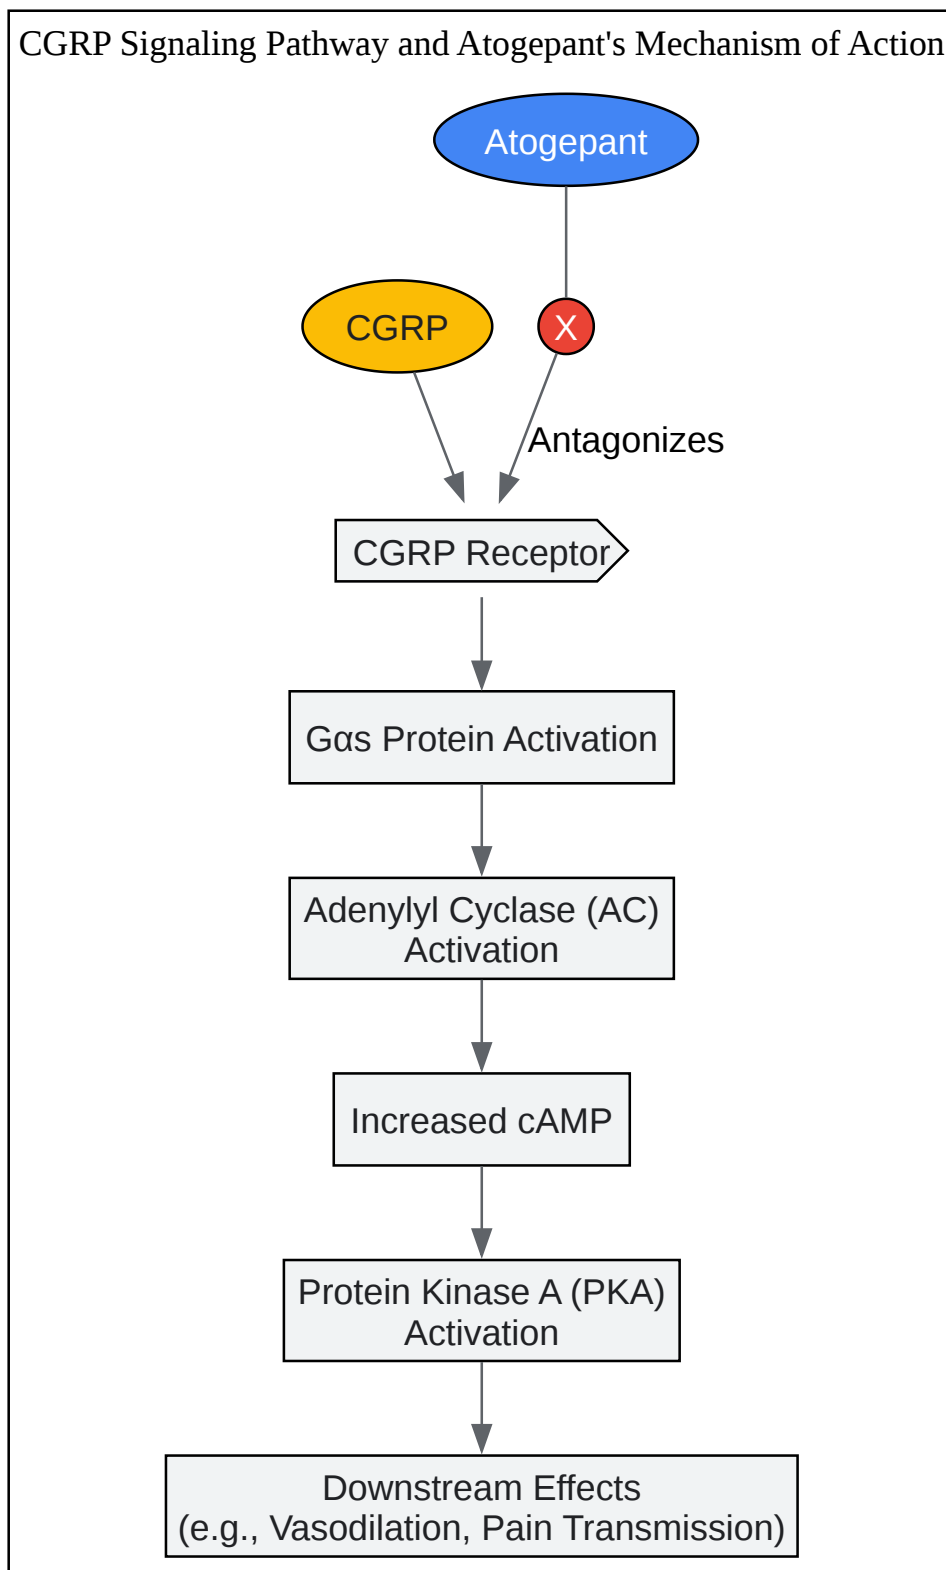 CGRP Signaling Pathway and Atogepant's Mechanism of Action
Atogepant
CGRP
X
Antagonizes
CGRP Receptor
Gαs Protein Activation
Adenylyl Cyclase (AC)
Activation
Increased cAMP
Protein Kinase A (PKA)
Activation
Downstream Effects
(e.g., Vasodilation, Pain Transmission)